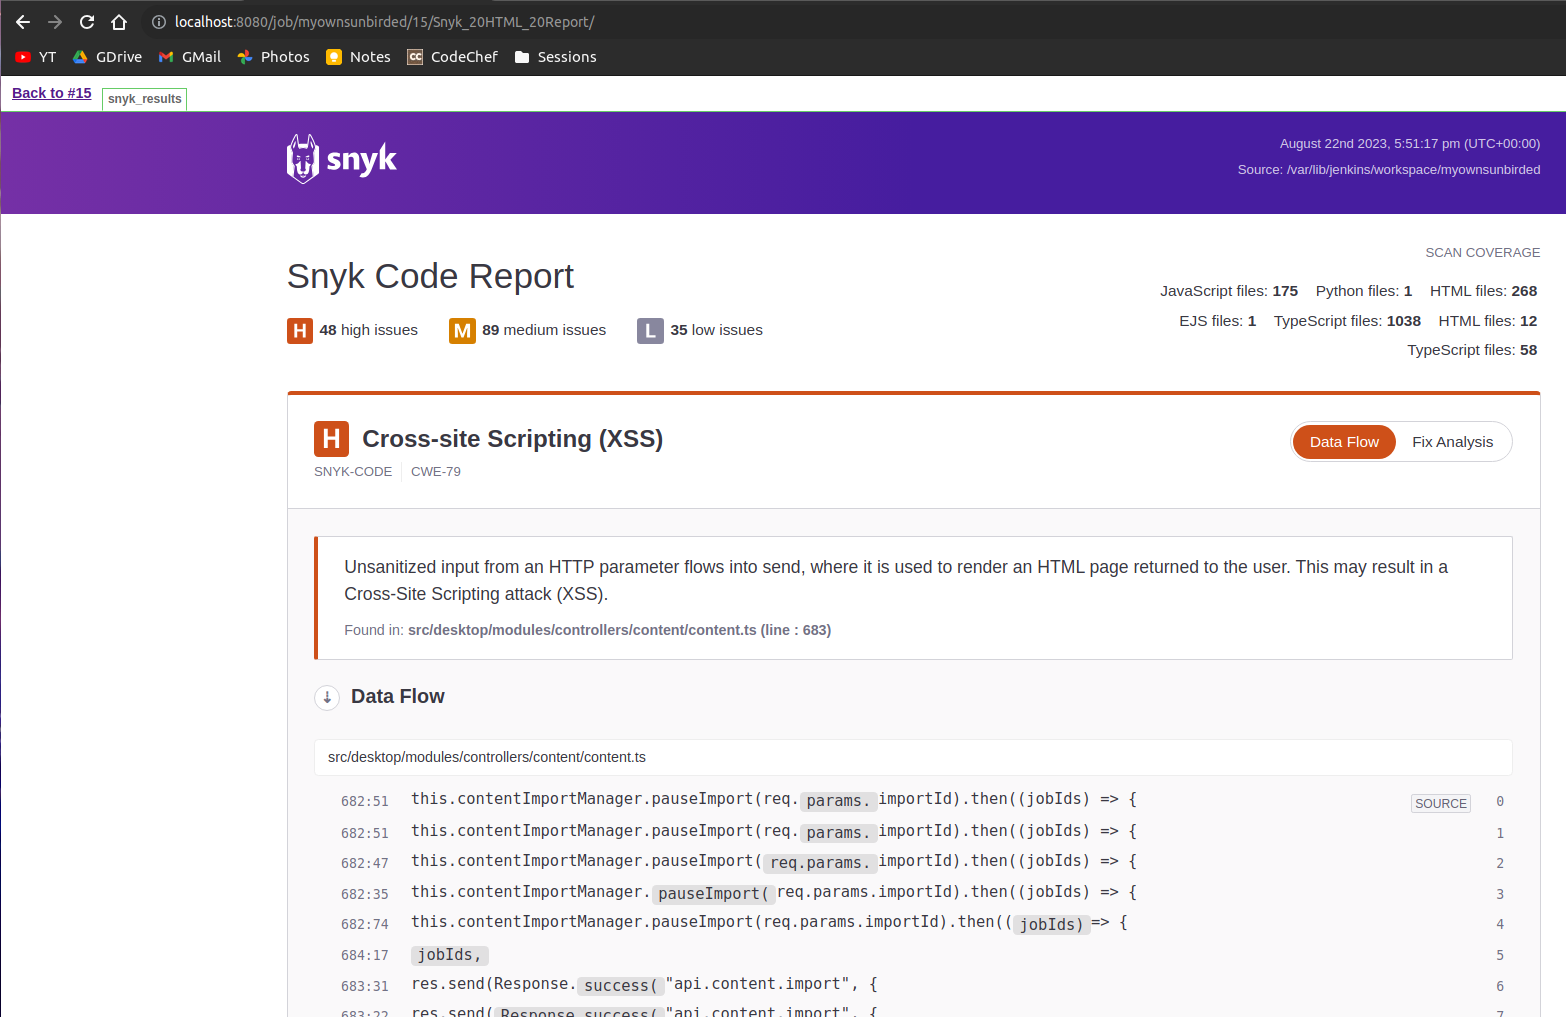 localhost:8080/job/myownsunbirded/15/Snyk_20HTML_20Report/
YT GDrive GMail Photos Notes CC CodeChef Sessions
Back to #15 snyk_results
snyk
August 22nd 2023, 5:51:17 pm (UTC+00:00)
Source: /var/lib/jenkins/workspace/myownsunbirded
Snyk Code Report
H 48 high issues M 89 medium issues L 35 low issues
SCAN COVERAGE
JavaScript files: 175 Python files: 1 HTML files: 268
EJS files: 1 TypeScript files: 1038 HTML files: 12
TypeScript files: 58
H Cross-site Scripting (XSS)
SNYK-CODE CWE-79
Data Flow Fix Analysis
Unsanitized input from an HTTP parameter flows into send, where it is used to render an HTML page returned to the user. This may result in a
Cross-Site Scripting attack (XSS).
Found in: src/desktop/modules/controllers/content/content.ts (line : 683)
Data Flow
src/desktop/modules/controllers/content/content.ts
682:51 this.contentImportManager.pauseImport(req.params.importId).then((jobIds) => { SOURCE 0
682:51 this.contentImportManager.pauseImport(req.params.importId).then((jobIds) => { 1
682:47 this.contentImportManager.pauseImport(req.params.importId).then((jobIds) => { 2
682:35 this.contentImportManager.pauseImport(req.params.importId).then((jobIds) => { 3
682:74 this.contentImportManager.pauseImport(req.params.importId).then((jobIds) => { 4
684:17 jobIds, 5
683:31 res.send(Response.success("api.content.import", { 6
683:22 res.send(Response.success("api.content.import", { 7